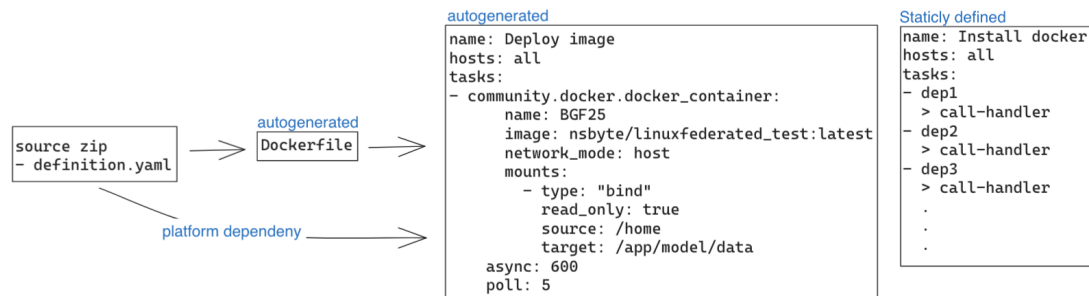 source zip
- definition.yaml
autogenerated
Dockerfile
platform dependeny
autogenerated
name: Deploy image
hosts: all
tasks:
- community.docker.docker_container:
name: BGF25
image: nsbyte/linuxfederated_test:latest
network_mode: host
mounts:
- type: "bind"
read_only: true
source: /home
target: /app/model/data
async: 600
poll: 5
Staticly defined
name: Install docker
hosts: all
tasks:
- dep1
> call-handler
- dep2
> call-handler
- dep3
> call-handler
.
.
.